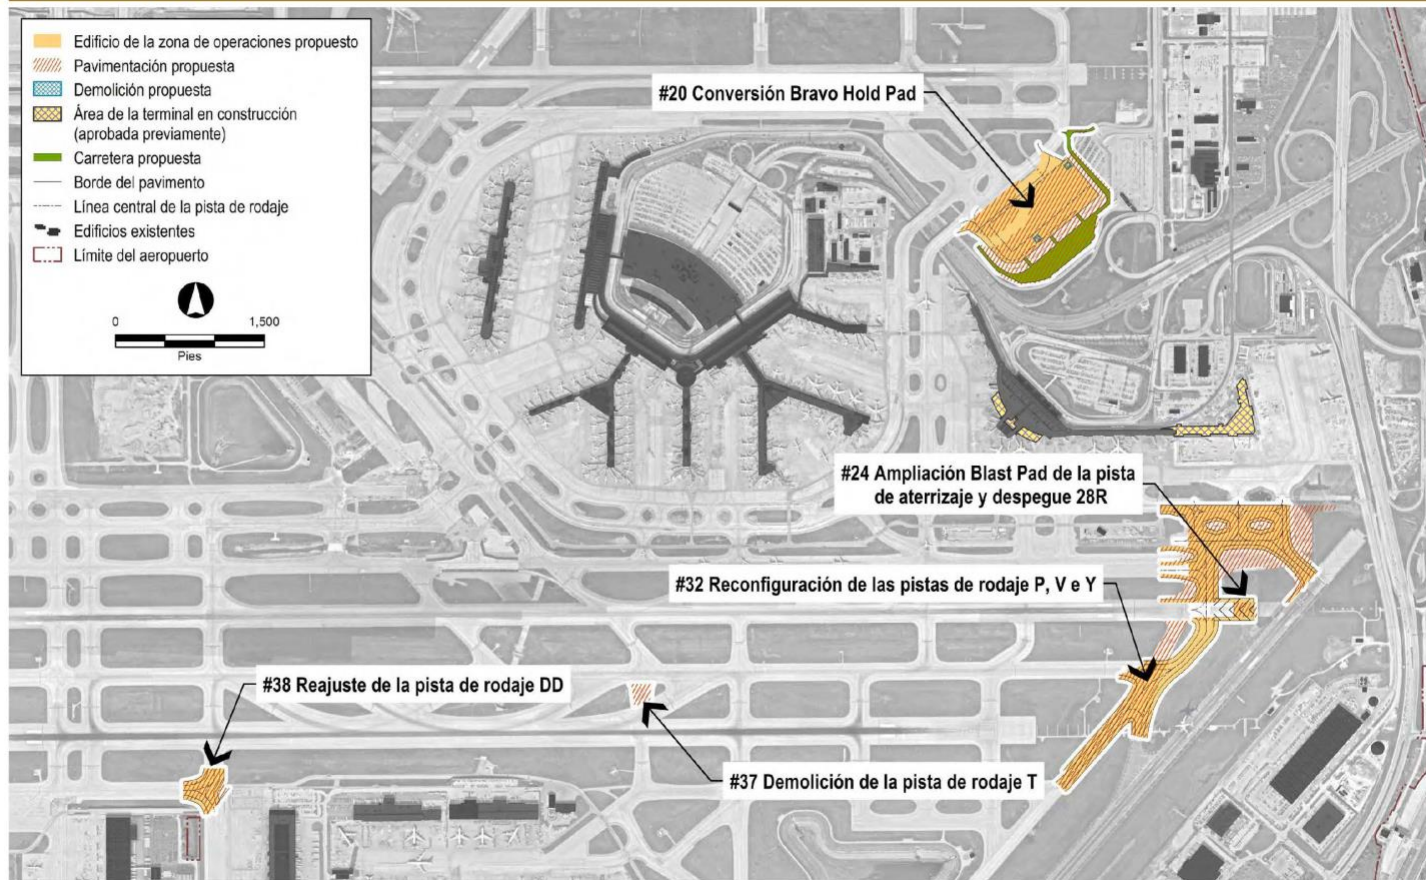 Edificio de la zona de operaciones propuesto
Pavimentación propuesta
Demolición propuesta
Área de la terminal en construcción
(aprobada previamente)
Carretera propuesta
Borde del pavimento
Línea central de la pista de rodaje
Edificios existentes
Límite del aeropuerto
0 1,500
Pies
#20 Conversión Bravo Hold Pad
#24 Ampliación Blast Pad de la pista
de aterrizaje y despegue 28R
#32 Reconfiguración de las pistas de rodaje P, V e Y
#38 Reajuste de la pista de rodaje DD
#37 Demolición de la pista de rodaje T